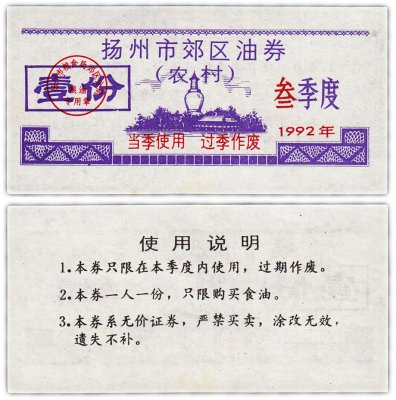 扬州市郊区油券
（农村）
壹份
叁季度
当季使用 过季作废
1992年
使用说明
1.本券只限在本季度内使用，过期作废。
2.本券一人一份，只限购买食油。
3.本券系无价证券，严禁买卖，涂改无效，
遗失不补。